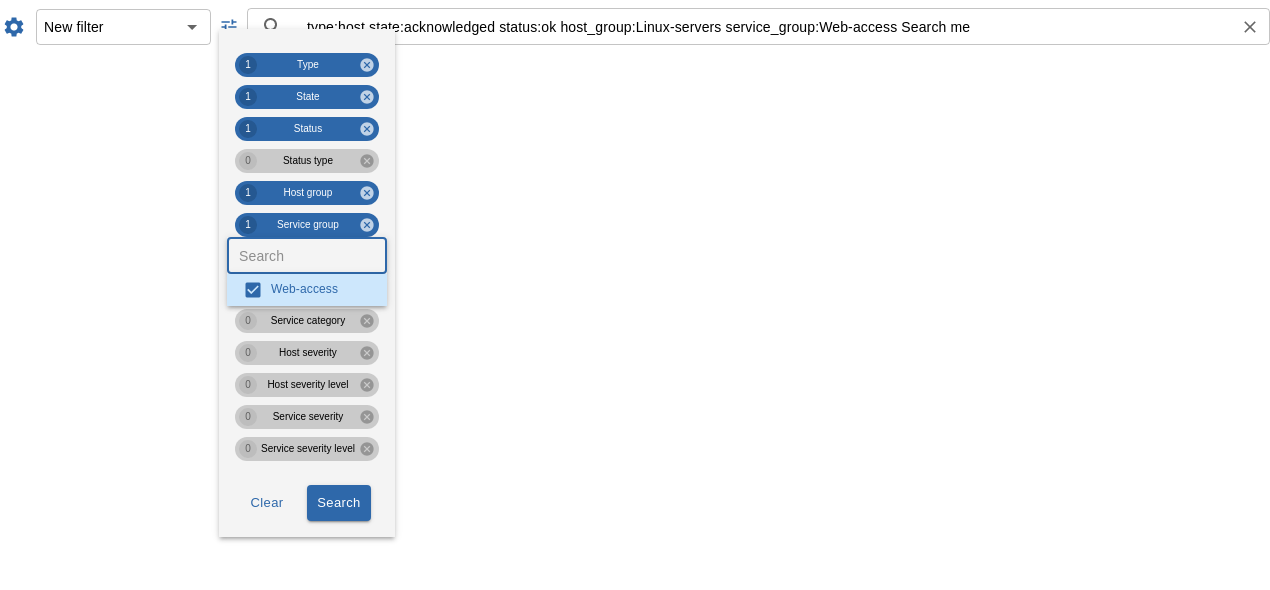 New filter
type:host state:acknowledged status:ok host_group:Linux-servers service_group:Web-access Search me
1 Type
1 State
1 Status
0 Status type
1 Host group
1 Service group
Search
Web-access
0 Service category
0 Host severity
0 Host severity level
0 Service severity
0 Service severity level
Clear Search